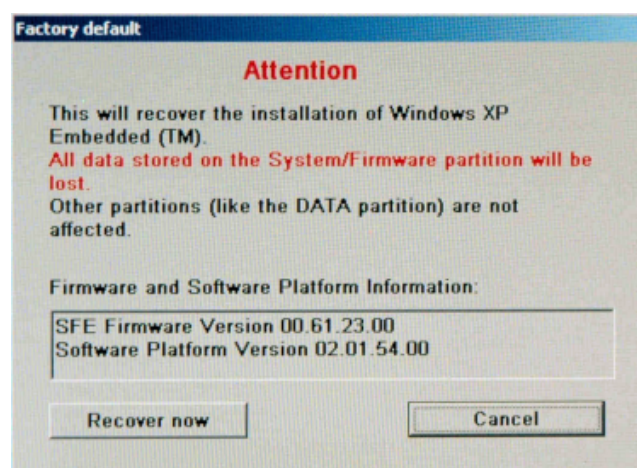 Factory default
Attention
This will recover the installation of Windows XP
Embedded (TM).
All data stored on the System/Firmware partition will be
lost.
Other partitions (like the DATA partition) are not
affected.
Firmware and Software Platform Information:
SFE Firmware Version 00.61.23.00
Software Platform Version 02.01.54.00
Recover now
Cancel